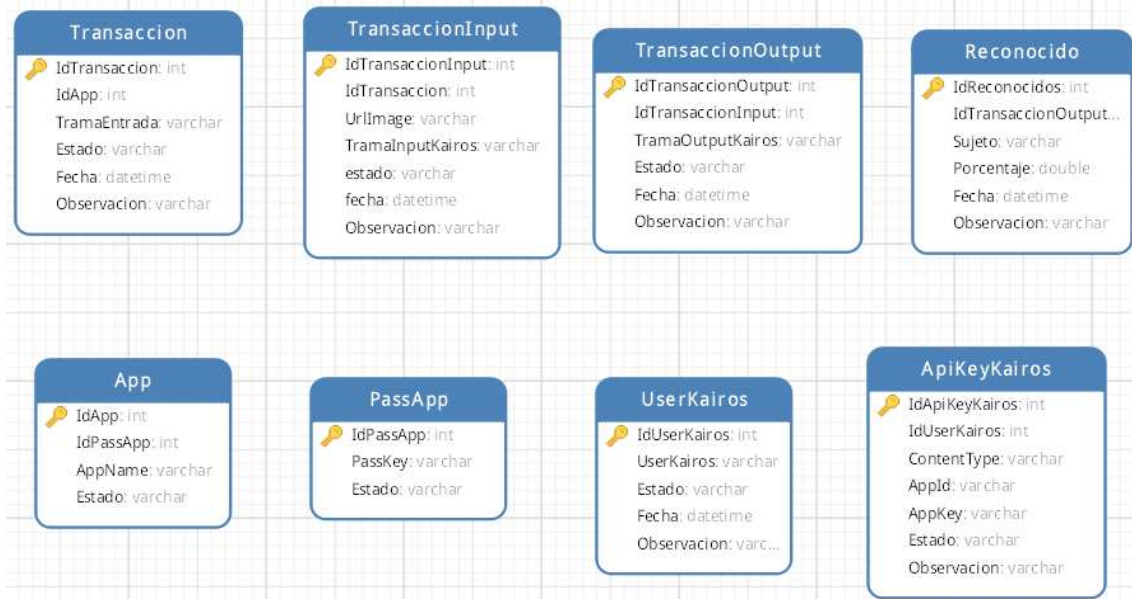 Transaccion
IdTransaccion: int
IdApp: int
TramaEntrada: varchar
Estado: varchar
Fecha: datetime
Observacion: varchar
TransaccionInput
IdTransaccionInput: int
IdTransaccion: int
UrlImage: varchar
TramaInputKairos: varchar
estado: varchar
fecha: datetime
Observacion: varchar
TransaccionOutput
IdTransaccionOutput: int
IdTransaccionInput: int
TramaOutputKairos: varchar
Estado: varchar
Fecha: datetime
Observacion: varchar
Reconocido
IdReconocidos: int
IdTransaccionOutput...
Sujeto: varchar
Porcentaje: double
Fecha: datetime
Observacion: varchar
App
IdApp: int
IdPassApp: int
AppName: varchar
Estado: varchar
PassApp
IdPassApp: int
PassKey: varchar
Estado: varchar
UserKairos
IdUserKairos: int
UserKairos: varchar
Estado: varchar
Fecha: datetime
Observacion: varc...
ApiKeyKairos
IdApiKeyKairos: int
IdUserKairos: int
ContentType: varchar
AppId: varchar
AppKey: varchar
Estado: varchar
Observacion: varchar